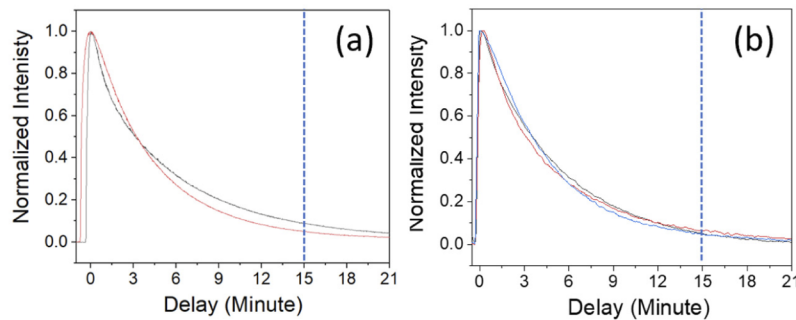 (a)
Normalized Intenisty
1.0
0.8
0.6
0.4
0.2
0.0
0 3 6 9 12 15 18 21
Delay (Minute)
(b)
Normalized Intensity
1.0
0.8
0.6
0.4
0.2
0.0
0 3 6 9 12 15 18 21
Delay (Minute)